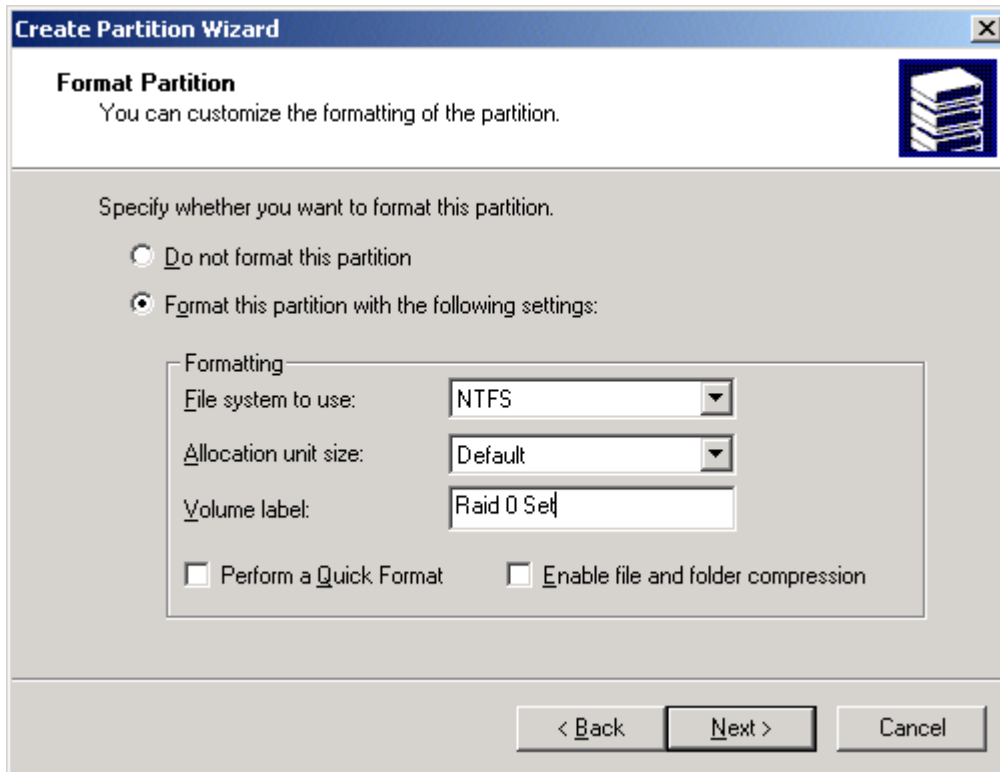 Create Partition Wizard
Format Partition
You can customize the formatting of the partition.
Specify whether you want to format this partition.
Do not format this partition
Format this partition with the following settings:
Formatting
File system to use: NTFS
Allocation unit size: Default
Volume label: Raid 0 Set
Perform a Quick Format Enable file and folder compression
< Back Next > Cancel